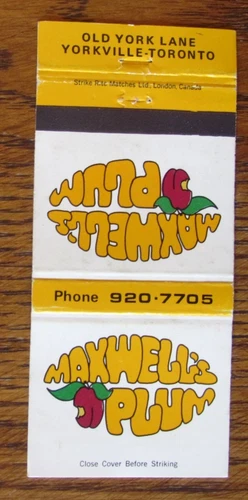 OLD YORK LANE
YORKVILLE-TORONTO
Strike Rite Matches Ltd., London, Canada
MAXWELL'S
PLUM
Phone 920·7705
MAXWELL'S
PLUM
Close Cover Before Striking